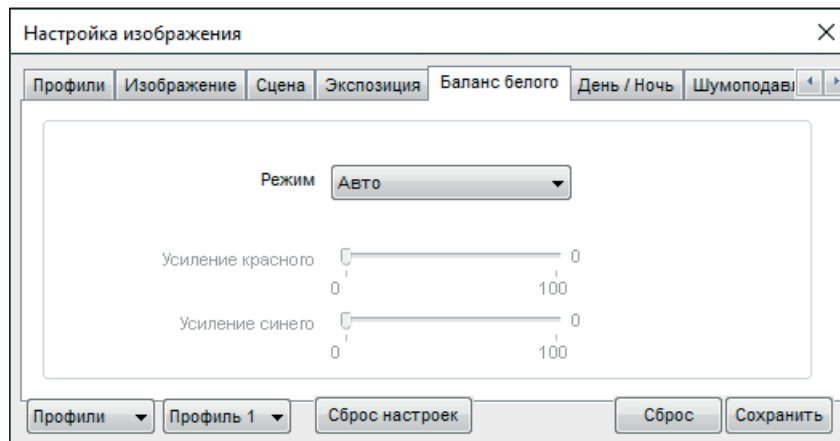 Настройка изображения
Профили Изображение Сцена Экспозиция Баланс белого День / Ночь Шумоподав
Режим Авто
Усиление красного 0
0 100
Усиление синего 0
0 100
Профили Профиль 1 Сброс настроек Сброс Сохранить